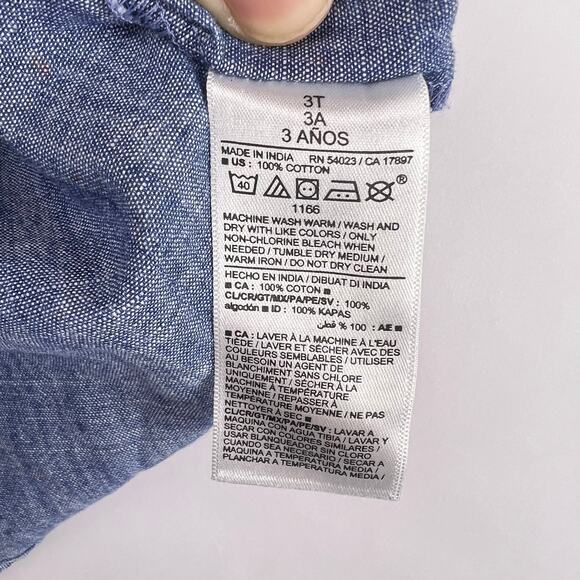 3T
3A
3 AÑOS
MADE IN INDIA RN 54023 / CA 17897
■ US : 100% COTTON
40 ®
1166
MACHINE WASH WARM / WASH AND
DRY WITH LIKE COLORS / ONLY
NON-CHLORINE BLEACH WHEN
NEEDED / TUMBLE DRY MEDIUM /
WARM IRON / DO NOT DRY CLEAN
HECHO EN INDIA / DIBUAT DI INDIA
■ CA : 100% COTON ■
CL/CR/GT/MX/PA/PE/SV : 100%
algodón ■ ID : 100% KAPAS
■ AE : 100 % قطن
■ CA : LAVER À LA MACHINE À L'EAU
TIÈDE / LAVER ET SÉCHER AVEC DES
COULEURS SEMBLABLES / UTILISER
AU BESOIN UN AGENT DE
BLANCHIMENT SANS CHLORE
UNIQUEMENT / SÉCHER À LA
MACHINE À TEMPÉRATURE
MOYENNE / REPASSER À
TEMPÉRATURE MOYENNE / NE PAS
NETTOYER À SEC ■
CL/CR/GT/MX/PA/PE/SV : LAVAR A
MAQUINA CON AGUA TIBIA / LAVAR Y
SECAR CON COLORES SIMILARES /
USAR BLANQUEADOR SIN CLORO
CUANDO SEA NECESARIO / SECAR A
MAQUINA A TEMPERATURA MEDIA /
PLANCHAR A TEMPERATURA MEDIA /